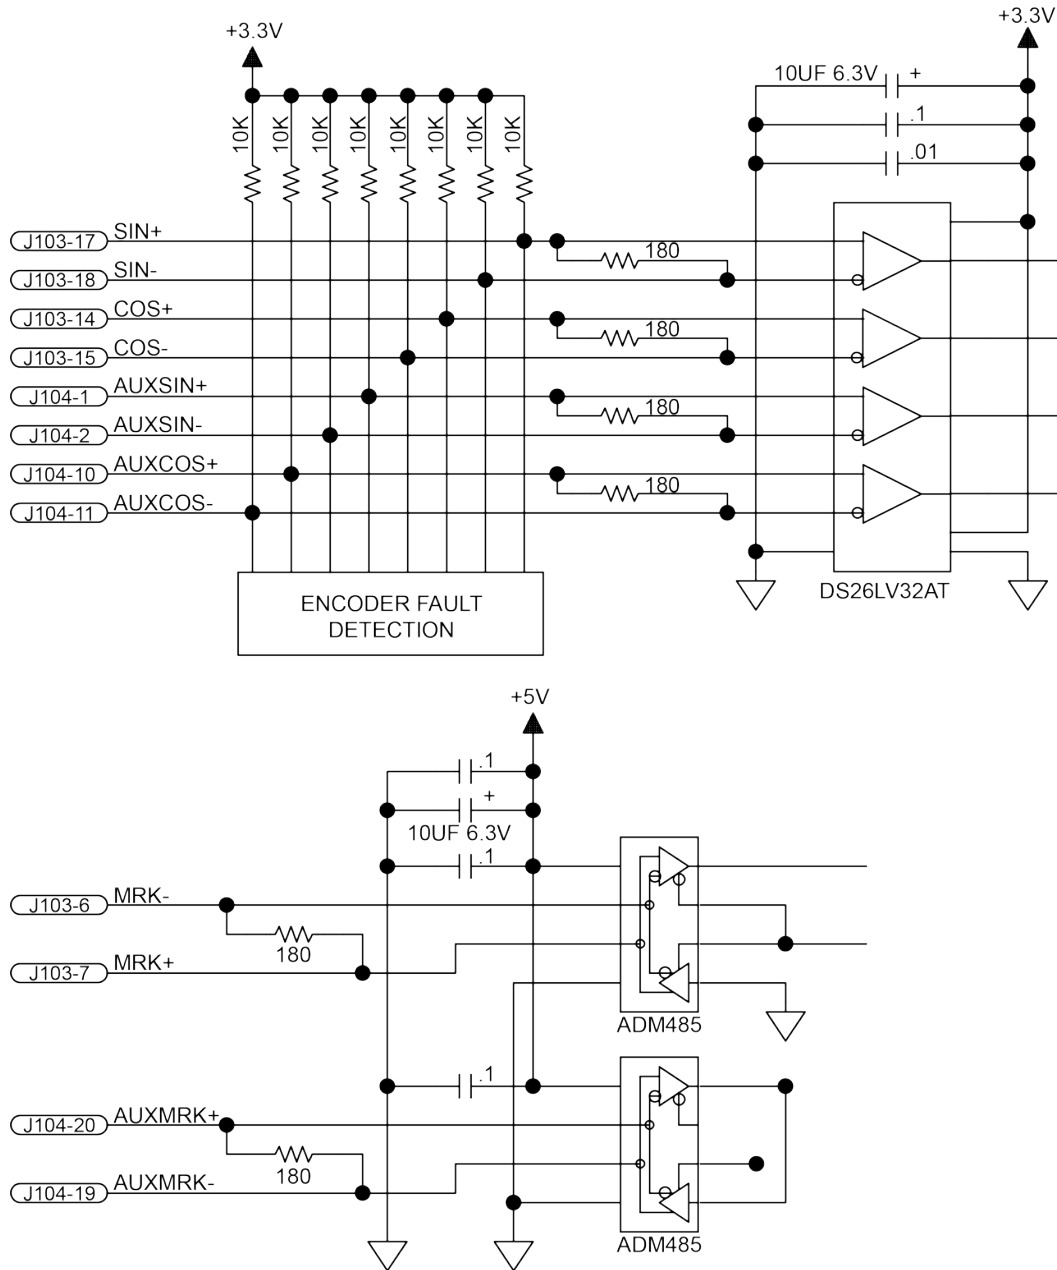 +3.3V
+3.3V
10UF 6.3V +
.1
.01
10K 10K 10K 10K 10K 10K 10K 10K
J103-17 SIN+
180
J103-18 SIN-
J103-14 COS+
180
J103-15 COS-
J104-1 AUXSIN+
180
J104-2 AUXSIN-
J104-10 AUXCOS+
180
J104-11 AUXCOS-
DS26LV32AT
ENCODER FAULT
DETECTION
+5V
.1
+
10UF 6.3V
.1
J103-6 MRK-
180
J103-7 MRK+
ADM485
.1
J104-20 AUXMRK+
180
J104-19 AUXMRK-
ADM485